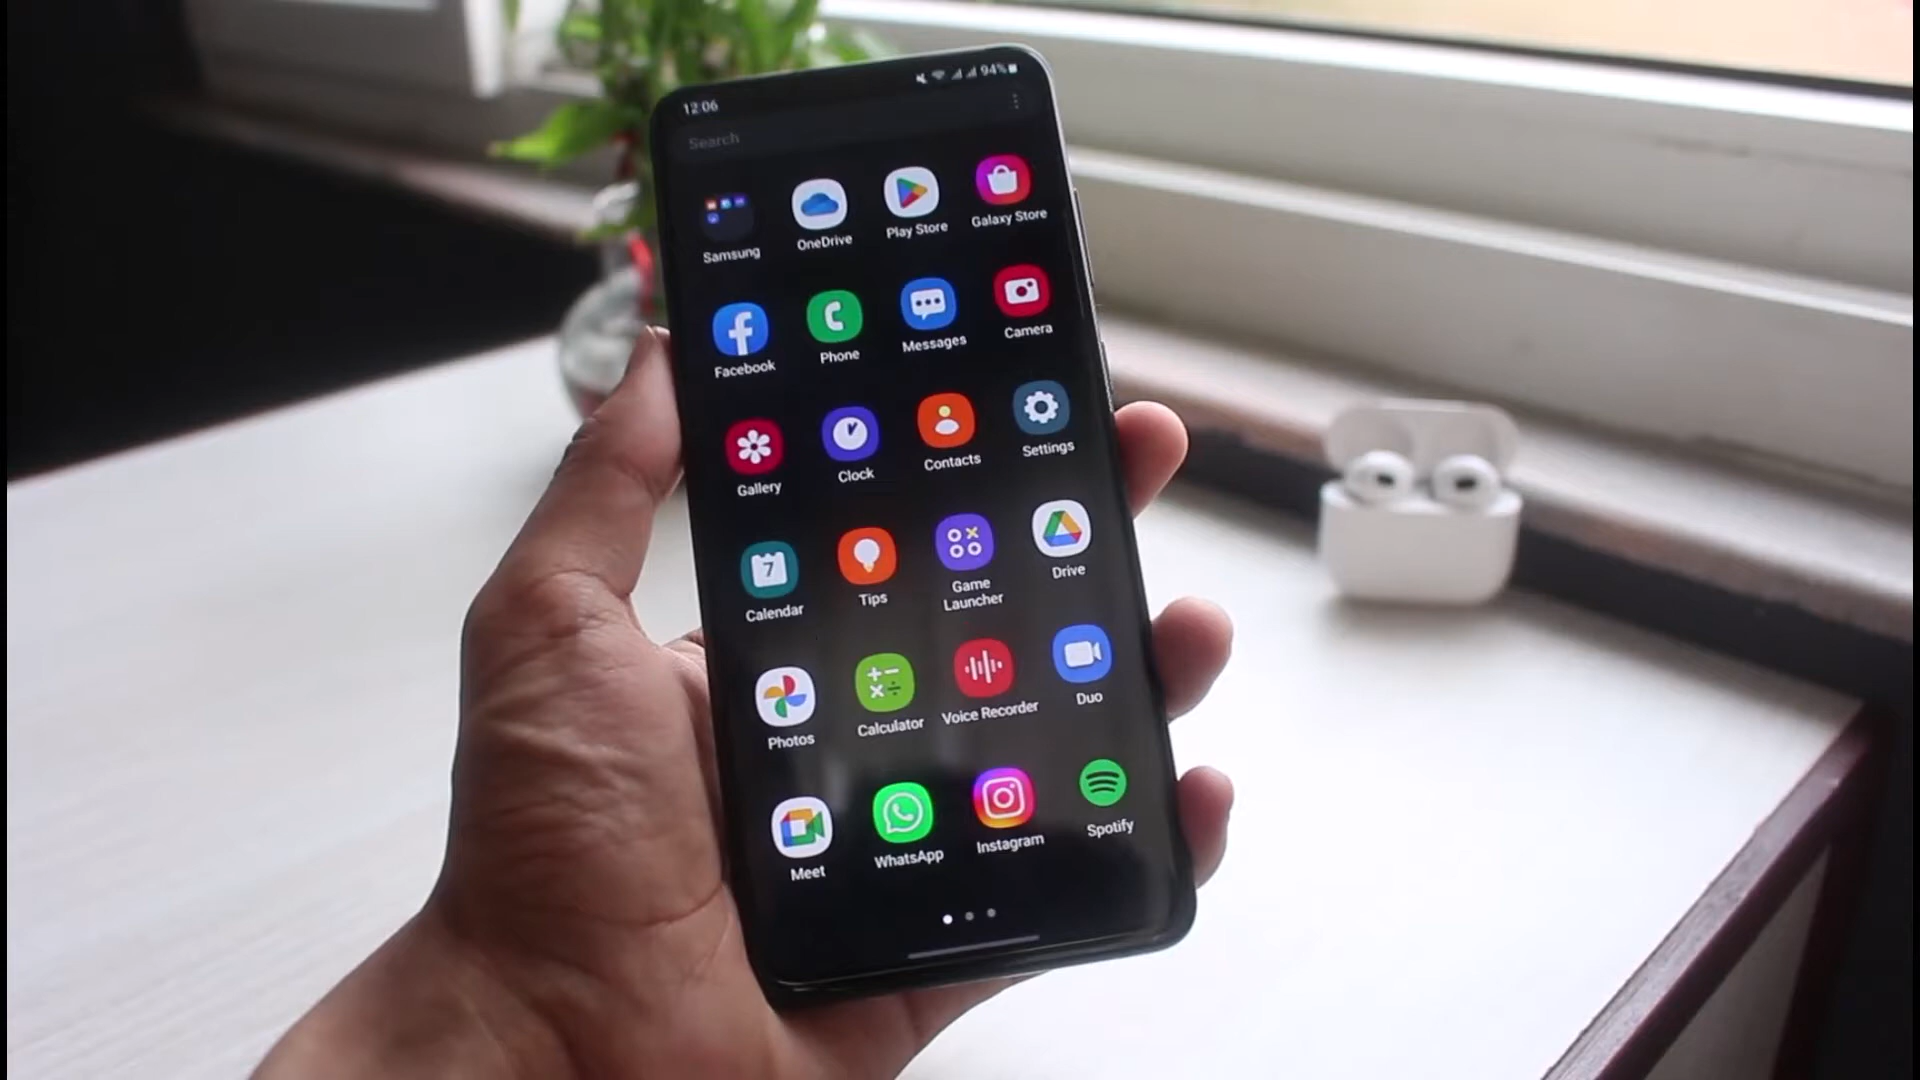 12:06 94%
Search
Samsung OneDrive Play Store Galaxy Store
Facebook Phone Messages Camera
Gallery Clock Contacts Settings
7
Calendar Tips Game Launcher Drive
Photos Calculator Voice Recorder Duo
Meet WhatsApp Instagram Spotify